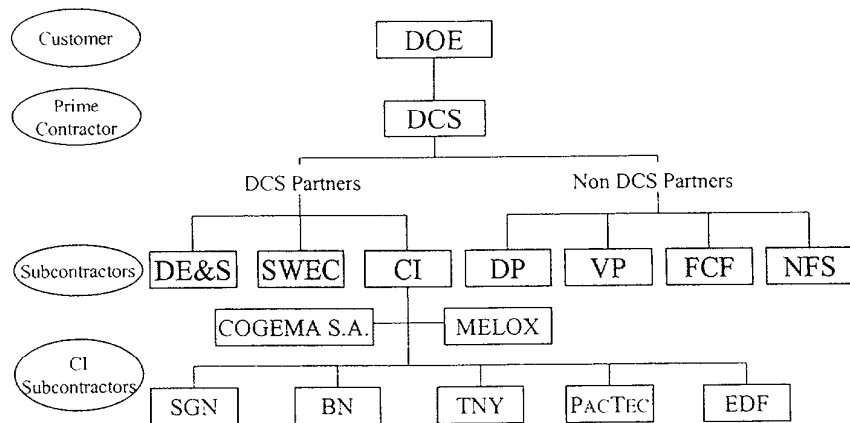 Customer
DOE
Prime
Contractor
DCS
DCS Partners
Non DCS Partners
Subcontractors
DE&S
SWEC
CI
DP
VP
FCF
NFS
COGEMA S.A.
MELOX
CI
Subcontractors
SGN
BN
TNY
PACTEC
EDF